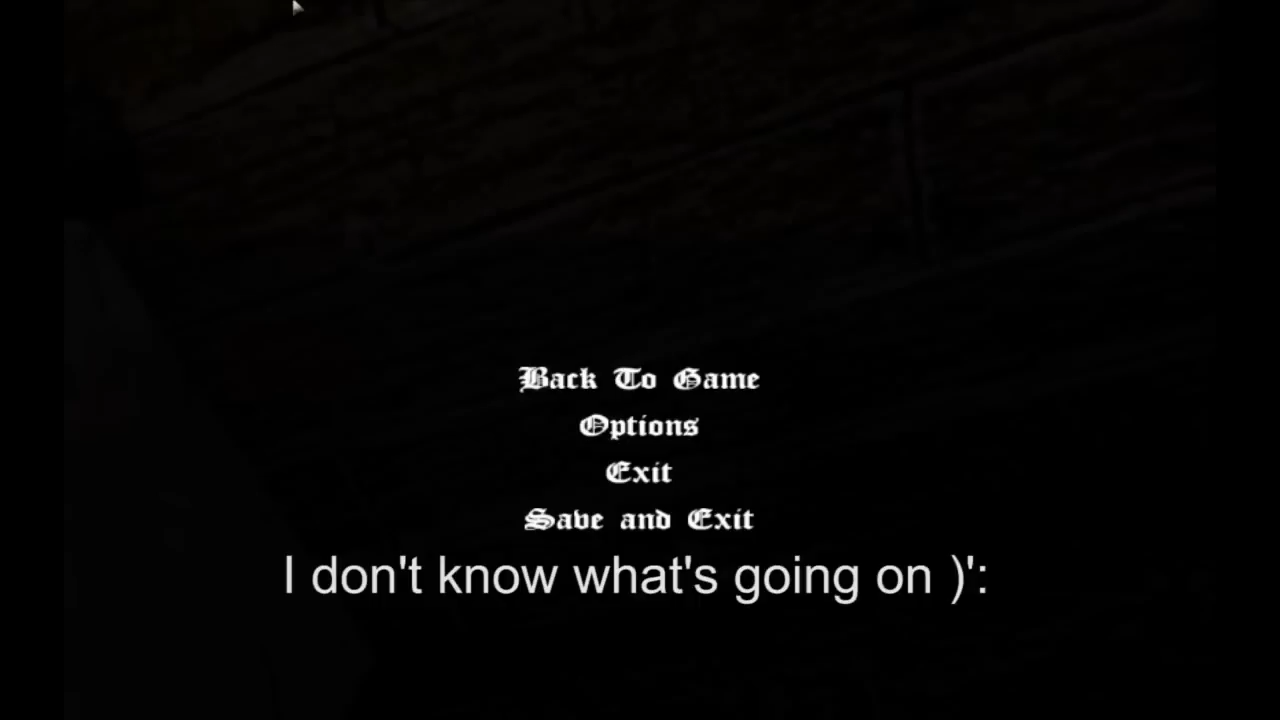 Back To Game
Options
Exit
Save and Exit
I don't know what's going on )':